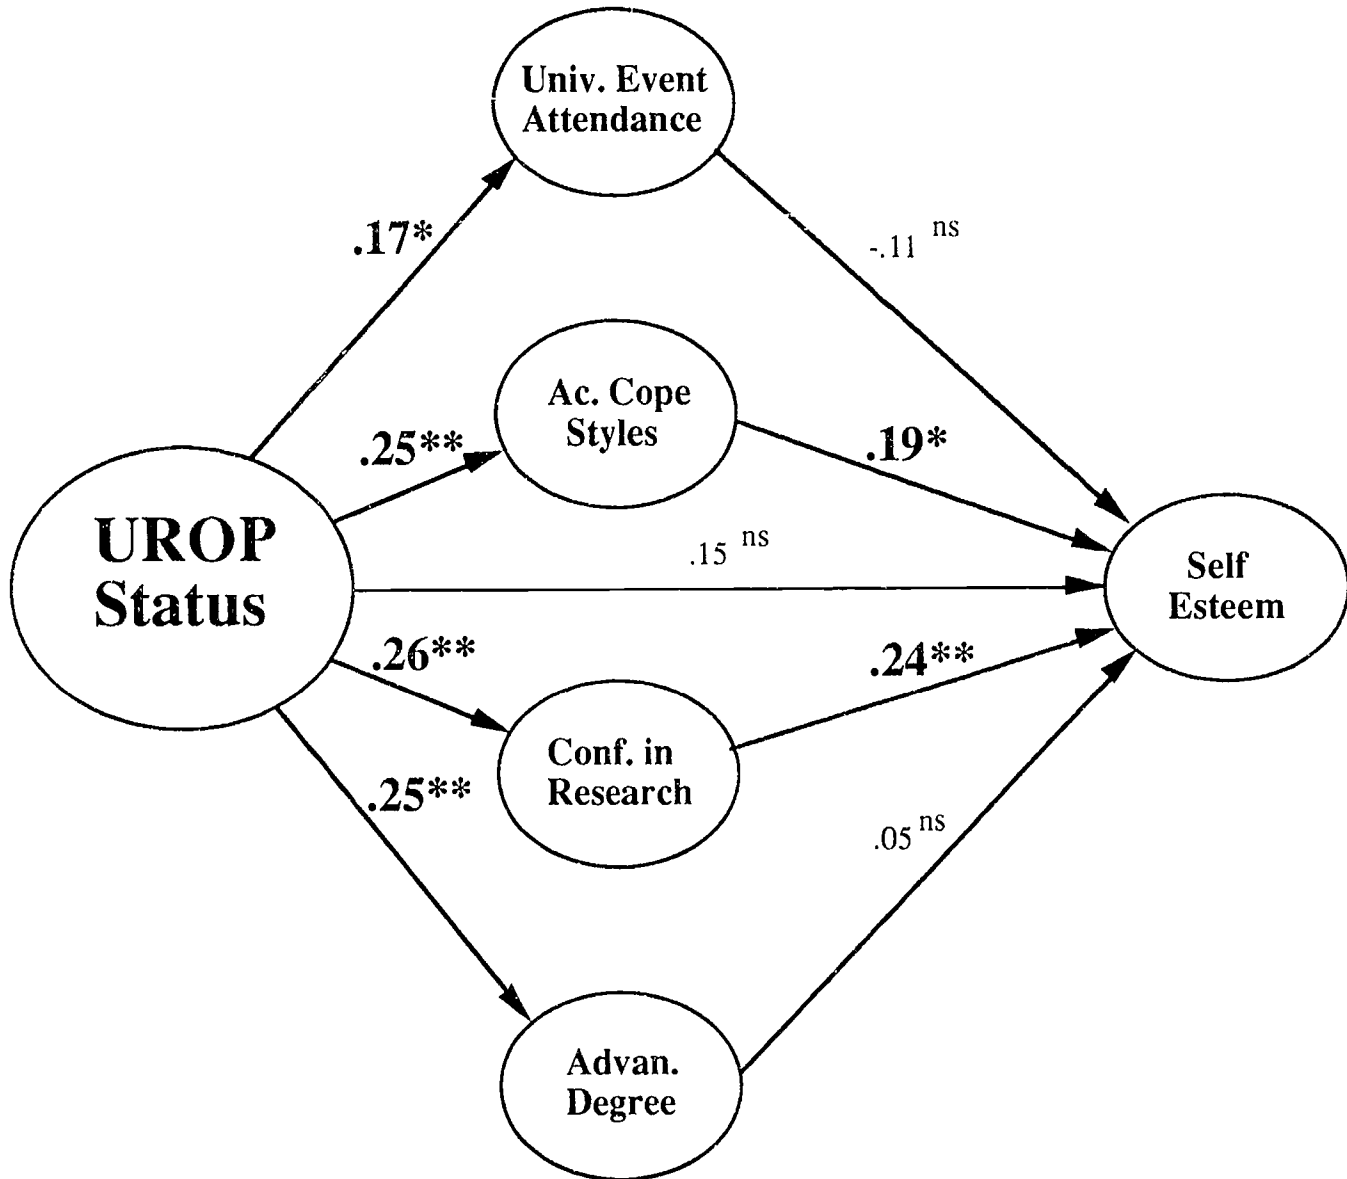 Univ. Event
Attendance
.17*
-.11 ns
Ac. Cope
Styles
.25**
.19*
UROP
Status
.15 ns
Self
Esteem
.26**
.24**
Conf. in
Research
.25**
.05 ns
Advan.
Degree